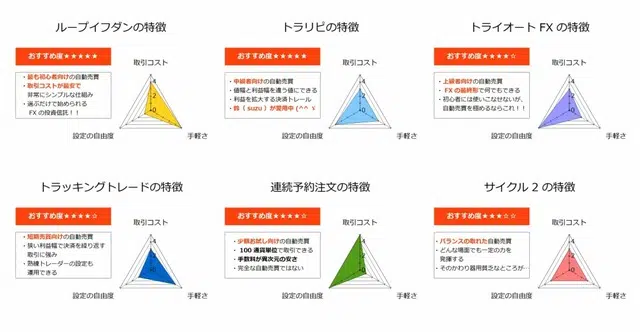 ループイフダンの特徴
おすすめ度★★★★★
・最も初心者向けの自動売買
・取引コストが最安で
非常にシンプルな仕組み
・選ぶだけで始められる
FXの投資信託！！
取引コスト
4
2
0
設定の自由度
手軽さ
トラリピの特徴
おすすめ度★★★★★
・中級者向けの自動売買
・値幅と利益幅を違う値にできる
・利益を拡大する決済トレール
・鈴（suzu）が愛用中(^^ゞ
取引コスト
4
2
0
設定の自由度
手軽さ
トライオートFXの特徴
おすすめ度★★★★☆
・上級者向けの自動売買
・FXの最終形で何でもできる
・初心者には使いこなせないが、
自動売買を極めるならこれ！！
取引コスト
4
2
0
設定の自由度
手軽さ
トラッキングトレードの特徴
おすすめ度★★★★☆
・短期売買向けの自動売買
・狭い利益幅で決済を繰り返す
取引に強み
・熟練トレーダーの設定も
運用できる
取引コスト
4
2
0
設定の自由度
手軽さ
連続予約注文の特徴
おすすめ度★★★★☆
・少額お試し向けの自動売買
・100通貨単位で取引できる
・手数料が異次元の安さ
・完全な自動売買ではない
取引コスト
4
2
0
設定の自由度
手軽さ
サイクル2の特徴
おすすめ度★★★☆☆
・バランスの取れた自動売買
・どんな場面でも一定の力を
発揮する
・そのかわり器用貧乏なところが…
取引コスト
4
2
0
設定の自由度
手軽さ